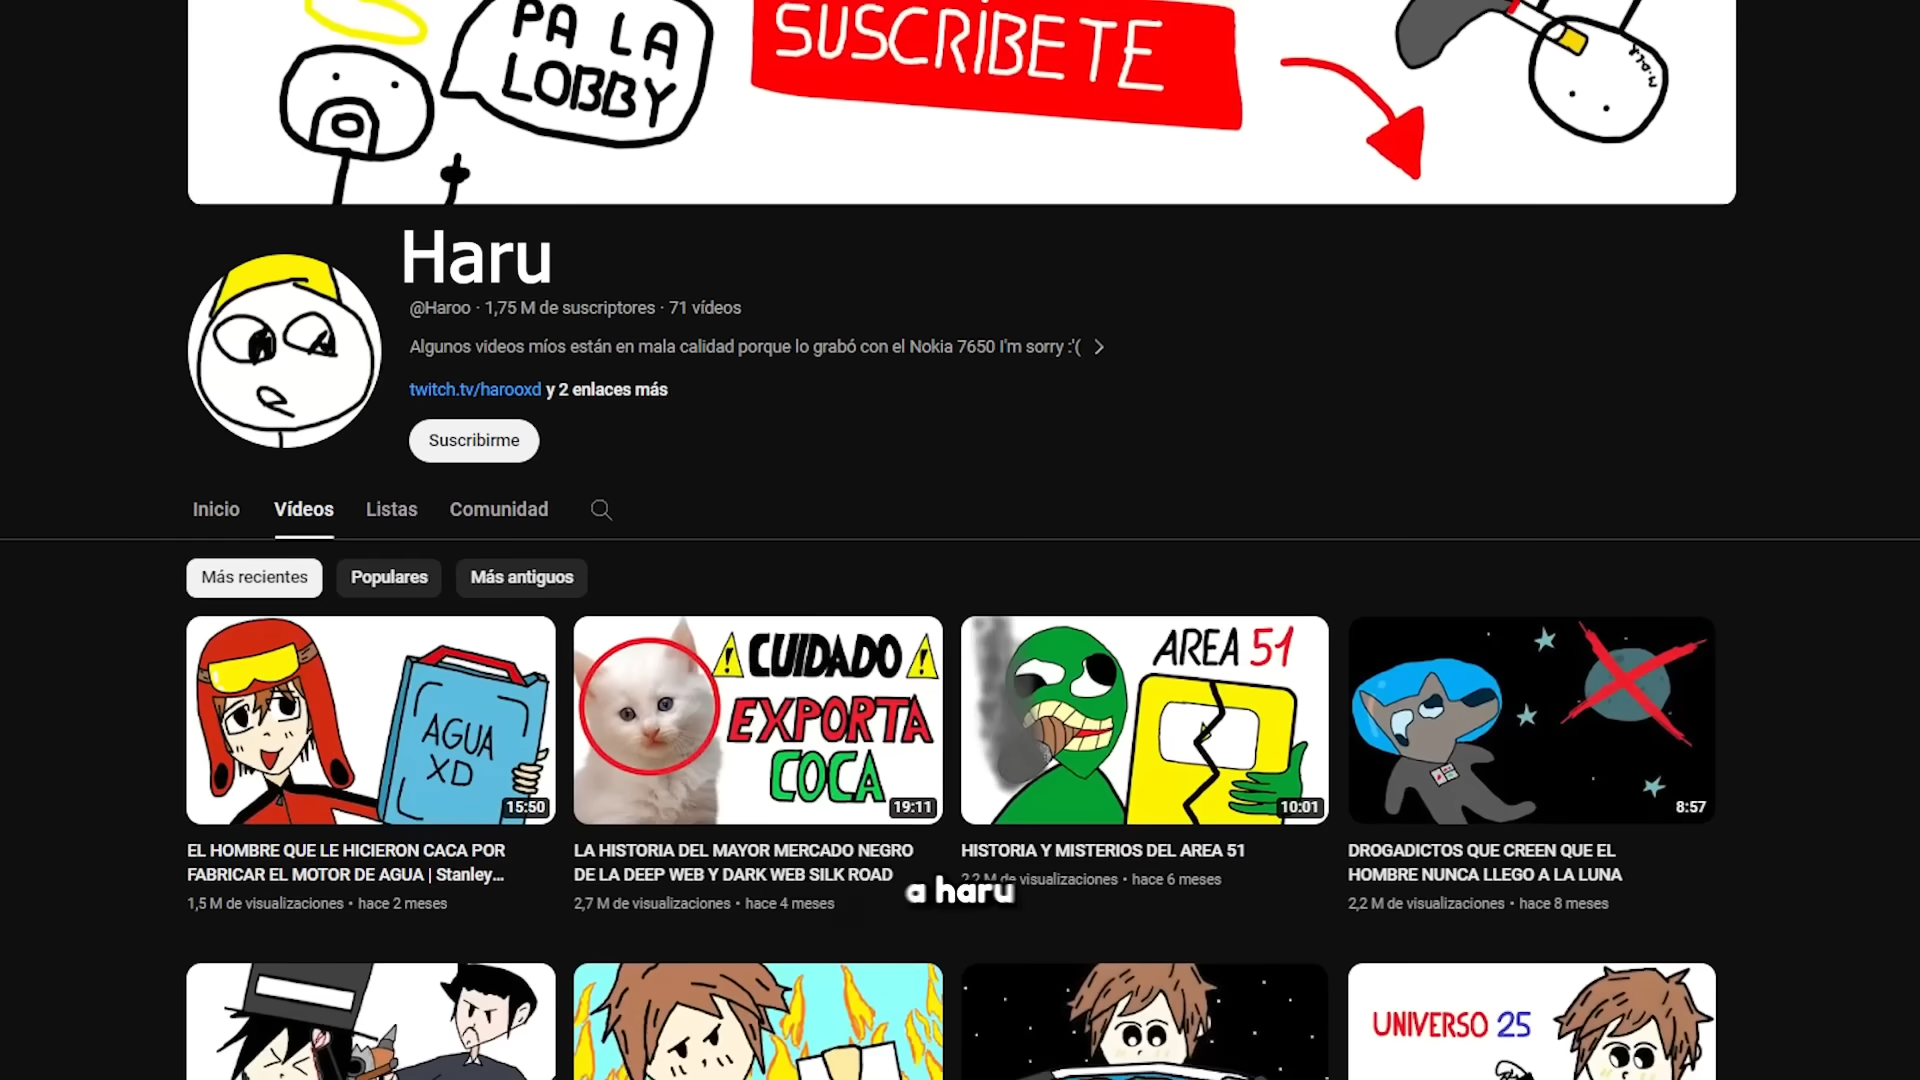 PA LA
LOBBY
SUSCRÍBETE
Haru
@Haroo · 1,75 M de suscriptores · 71 vídeos
Algunos videos míos están en mala calidad porque lo grabó con el Nokia 7650 I'm sorry :'(
twitch.tv/harooxd y 2 enlaces más
Suscribirme
Inicio Vídeos Listas Comunidad
Más recientes Populares Más antiguos
AGUA
XD
15:50
CUIDADO
EXPORTA
COCA
19:11
AREA 51
10:01
8:57
EL HOMBRE QUE LE HICIERON CACA POR
FABRICAR EL MOTOR DE AGUA | Stanley...
1,5 M de visualizaciones • hace 2 meses
LA HISTORIA DEL MAYOR MERCADO NEGRO
DE LA DEEP WEB Y DARK WEB SILK ROAD
2,7 M de visualizaciones • hace 4 meses
HISTORIA Y MISTERIOS DEL AREA 51
2,2 M de visualizaciones • hace 6 meses
DROGADICTOS QUE CREEN QUE EL
HOMBRE NUNCA LLEGO A LA LUNA
2,2 M de visualizaciones • hace 8 meses
a haru
UNIVERSO 25